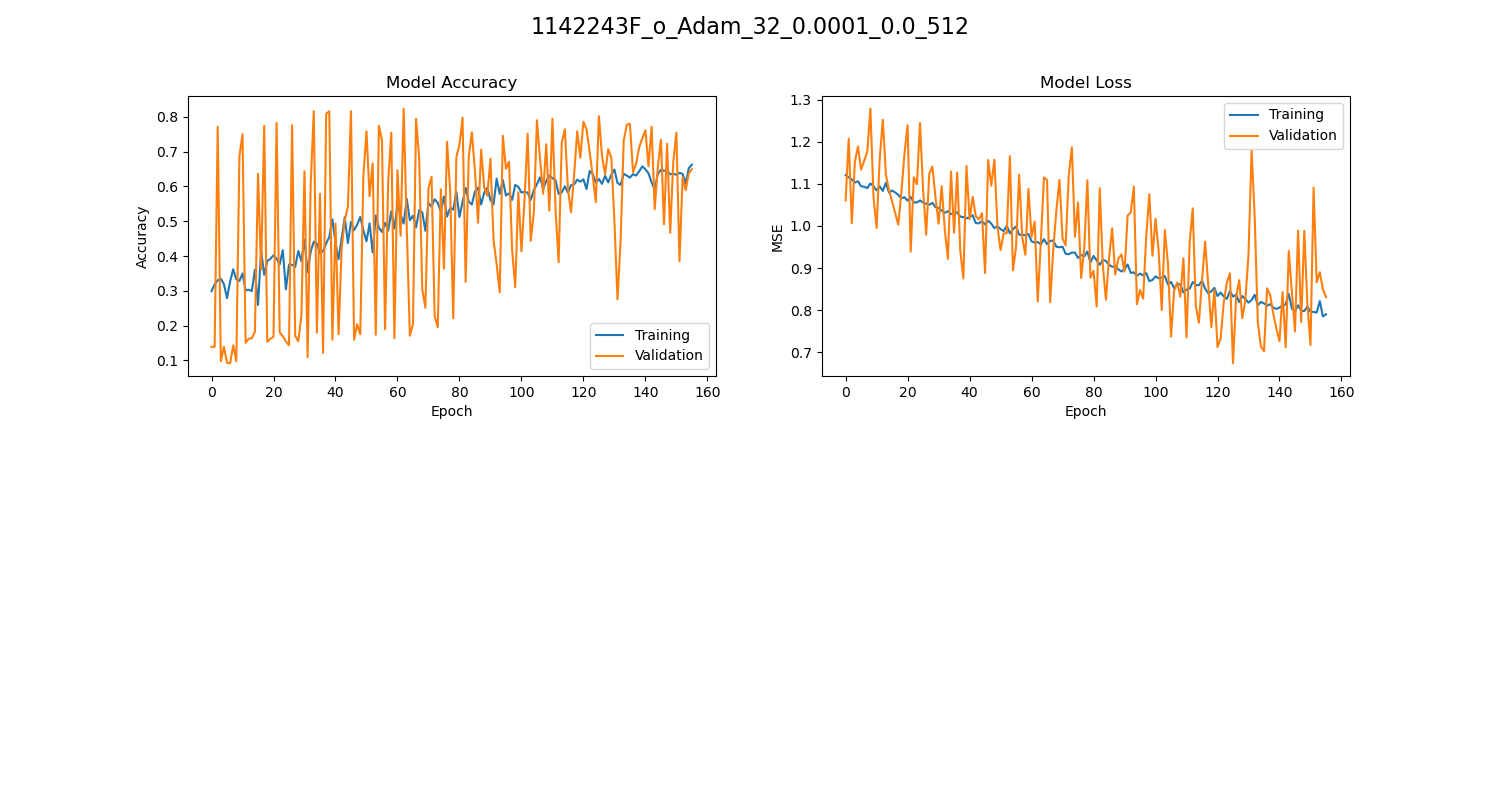 1142243F_o_Adam_32_0.0001_0.0_512
Model Accuracy
Accuracy
0.8
0.7
0.6
0.5
0.4
0.3
0.2
0.1
0 20 40 60 80 100 120 140 160
Epoch
Training
Validation
Model Loss
MSE
1.3
1.2
1.1
1.0
0.9
0.8
0.7
0 20 40 60 80 100 120 140 160
Epoch
Training
Validation